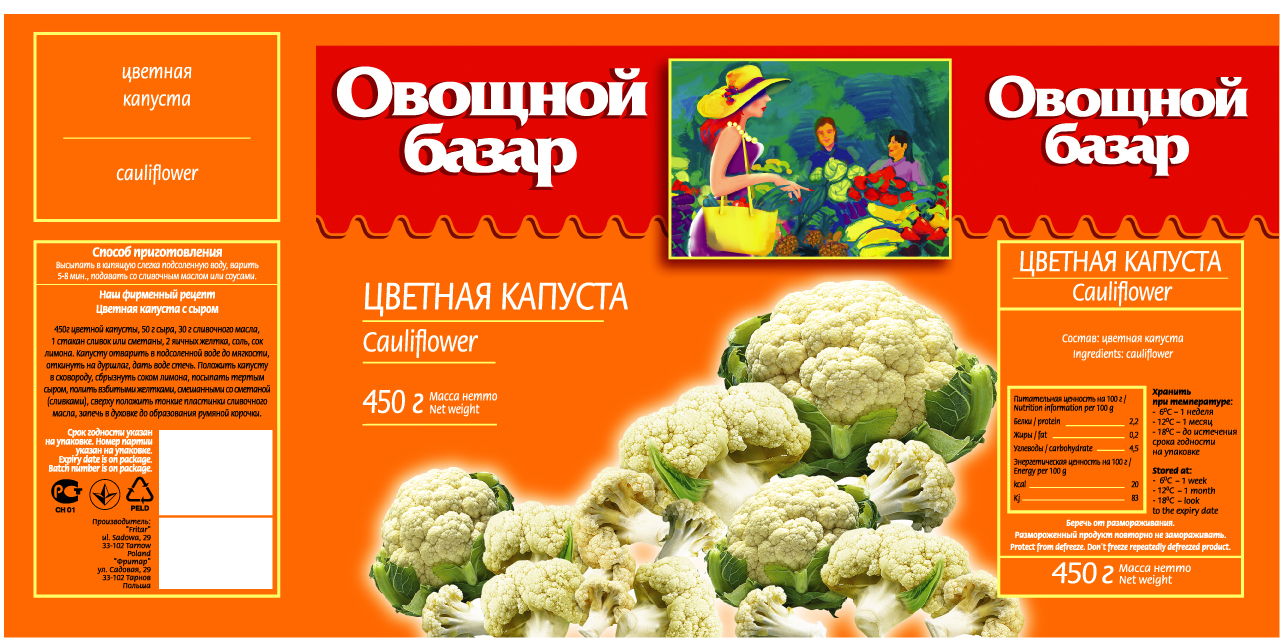 цветная
капуста
cauliflower
Способ приготовления
Высыпать в кипящую слегка подсоленную воду, варить
5-8 мин., подавать со сливочным маслом или соусами.
Наш фирменный рецепт
Цветная капуста с сыром
450г цветной капусты, 50 г сыра, 30 г сливочного масла,
1 стакан сливок или сметаны, 2 яичных желтка, соль, сок
лимона. Капусту отварить в подсоленной воде до мягкости,
откинуть на дуршлаг, дать воде стечь. Положить капусту
в сковороду, сбрызнуть соком лимона, посыпать тертым
сыром, полить взбитыми желтками, смешанными со сметаной
(сливками), сверху положить тонкие пластинки сливочного
масла, запечь в духовке до образования румяной корочки.
Срок годности указан
на упаковке. Номер партии
указан на упаковке.
Expiry date is on package.
Batch number is on package.
СН 01
PELD
Производитель:
"Fritar"
ul. Sadowa, 29
33-102 Tarnow
Poland
"Фритар"
ул. Садовая, 29
33-102 Тарнов
Польша
Овощной
базар
ЦВЕТНАЯ КАПУСТА
Cauliflower
450 г Масса нетто
Net weight
Овощной
базар
ЦВЕТНАЯ КАПУСТА
Cauliflower
Состав: цветная капуста
Ingredients: cauliflower
Питательная ценность на 100 г /
Nutrition information per 100 g
Белки / protein 2,2
Жиры / fat 0,2
Углеводы / carbohydrate 4,5
Энергетическая ценность на 100 г /
Energy per 100 g
kcal 20
Kj 83
Хранить
при температуре:
- 6°C – 1 неделя
- 12°C – 1 месяц
- 18°C – до истечения
срока годности
на упаковке
Stored at:
- 6°C – 1 week
- 12°C – 1 month
- 18°C – look
to the expiry date
Беречь от размораживания.
Размороженный продукт повторно не замораживать.
Protect from defreeze. Don't freeze repeatedly defreezed product.
450 г Масса нетто
Net weight